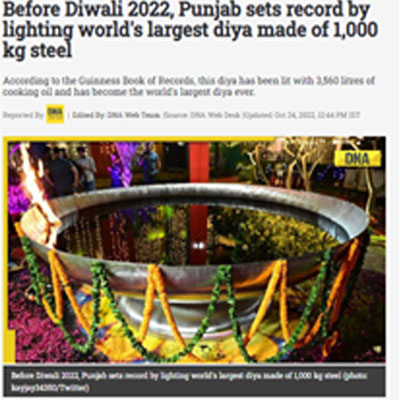 Before Diwali 2022, Punjab sets record by
lighting world's largest diya made of 1,000
kg steel
According to the Guinness Book of Records, this diya has been lit with 3,560 litres of
cooking oil and has become the world's largest diya ever.
Reported By: DNA | Edited By: DNA Web Team |Source: DNA Web Desk |Updated: Oct 24, 2022, 12:44 PM IST
DNA
Before Diwali 2022, Punjab sets record by lighting world's largest diya made of 1,000 kg steel (photo:
/Twitter)